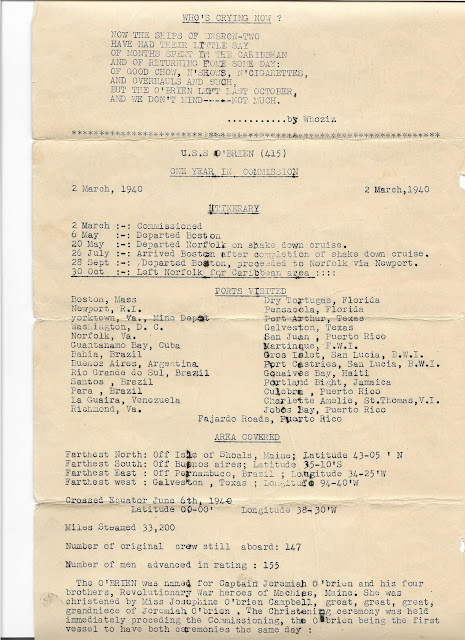 WHO'S CRYING NOW ?
NOW THE SHIPS OF DESRON-TWO
HAVE HAD THEIR LITTLE SAY
OF MONTHS SPENT IN THE CARIBBEAN
AND OF RETURNING HOME SOME DAY:
OF GOOD CHOW, N'SHOWS, N'CIGARETTES,
AND OVERHAULS AND SUCH,
BUT THE O'BRIEN LEFT LAST OCTOBER,
AND WE DON'T MIND-----NOT MUCH.
...........by Whoziz
U.S.S O'BRIEN (415)
ONE YEAR IN COMMISSION
2 March, 1940 2 March,1940
ITINERARY
2 March :-: Commissioned
6 May :-: Departed Boston
20 May :-: Departed Norfolk on shake down cruise.
26 July :-: Arrived Boston after completion of shake down cruise.
28 Sept :-: Departed Boston, proceeded to Norfolk via Newport.
30 Oct :-: Left Norfolk for Caribbean area ::::
PORTS VISITED
Boston, Mass Dry Tortugas, Florida
Newport, R.I. Pensacola, Florida
yorktown, Va., Mine Depot Port Arthur, Texas
Washington, D. C. Galveston, Texas
Norfolk, Va. San Juan , Puerto Rico
Guantanamo Bay, Cuba Martinque, F.W.I.
Bahia, Brazil Gros Islet, San Lucia, B.W.I.
Buenos Aires, Argentina Port Castries, San Lucia, B.W.I.
Rio Grande do Sul, Brazil Gonaives Bay, Haiti
Santos , Brezil Portland Bight, Jamaica
Para , Brazil Culebra , Puerto Rico
La Guaira, Venezuela Charlette Amolie, St.Thomas,V.I.
Richmond, Va. Jobos Bay, Puerto Rico
Fajardo Roads, Puerto Rico
AREA COVERED
Farthest North: Off Isle of Shoals, Maine; Latitude 43-05 ' N
Farthest South: Off Buenos aires; Latitude 35-10'S
Farthest East : Off Pernambuco, Brazil ; Longitude 34-25'W
Farthest west : Galveston , Texas ; Longitude 94-40'W
Crossed Equator June 6th, 1940
Latitude 00-00' Longitude 38-30'W
Miles Steamed 33,200
Number of original crew still aboard: 147
Number of men advanced in rating : 155
The O'BRIEN was named for Captain Jeremiah O'brien and his four
brothers, Revolutionary War heroes of Machias, Maine. She was
christened by Miss Josephine O'brien Campbell, great, great, great,
grandniece of Joremiah O'brien . The Christening ceremony was held
immediately preceding the Commissioning, the O'brien being the first
vessel to have both ceremonies the same day :